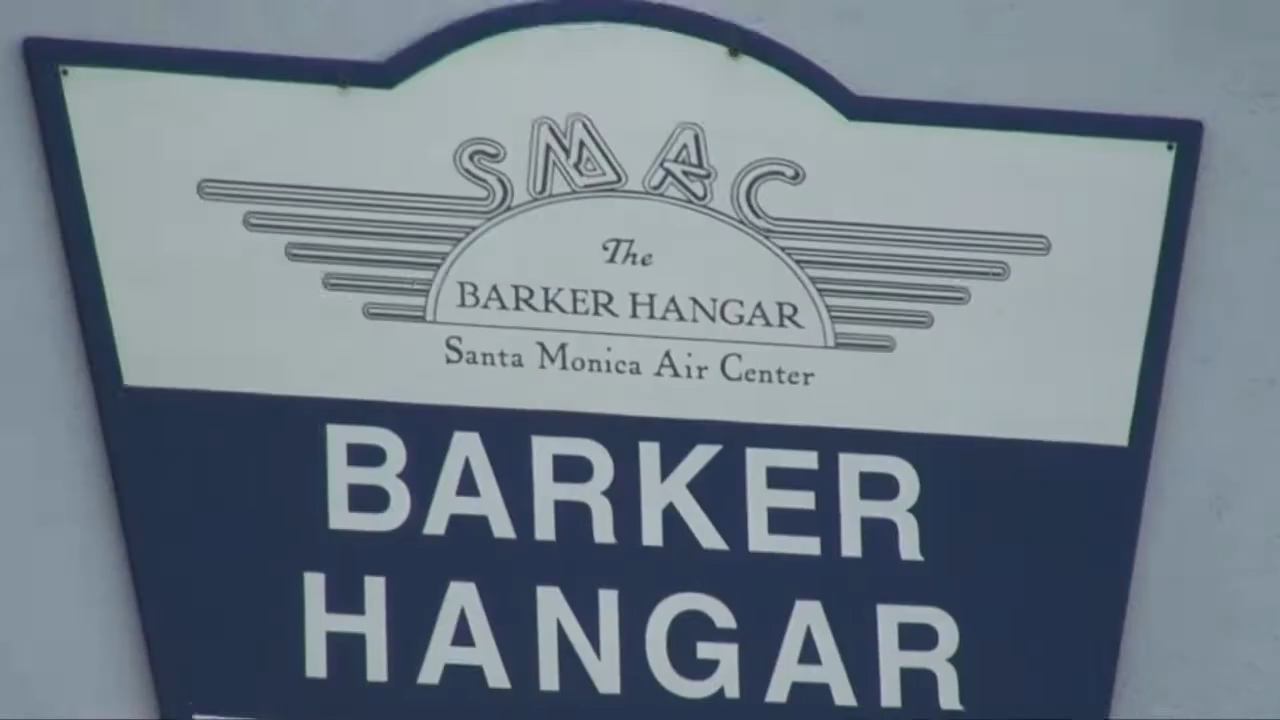 SMAC
The
BARKER HANGAR
Santa Monica Air Center
BARKER
HANGAR